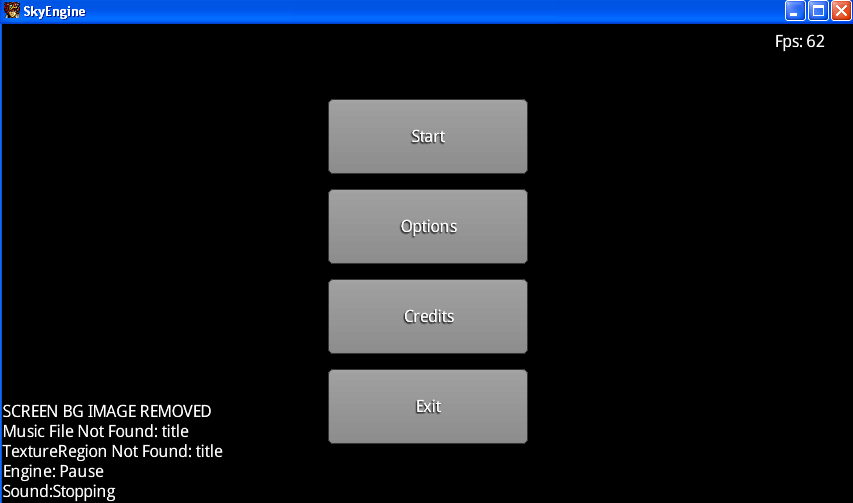 SkyEngine
Fps: 62
Start
Options
Credits
Exit
SCREEN BG IMAGE REMOVED
Music File Not Found: title
TextureRegion Not Found: title
Engine: Pause
Sound:Stopping